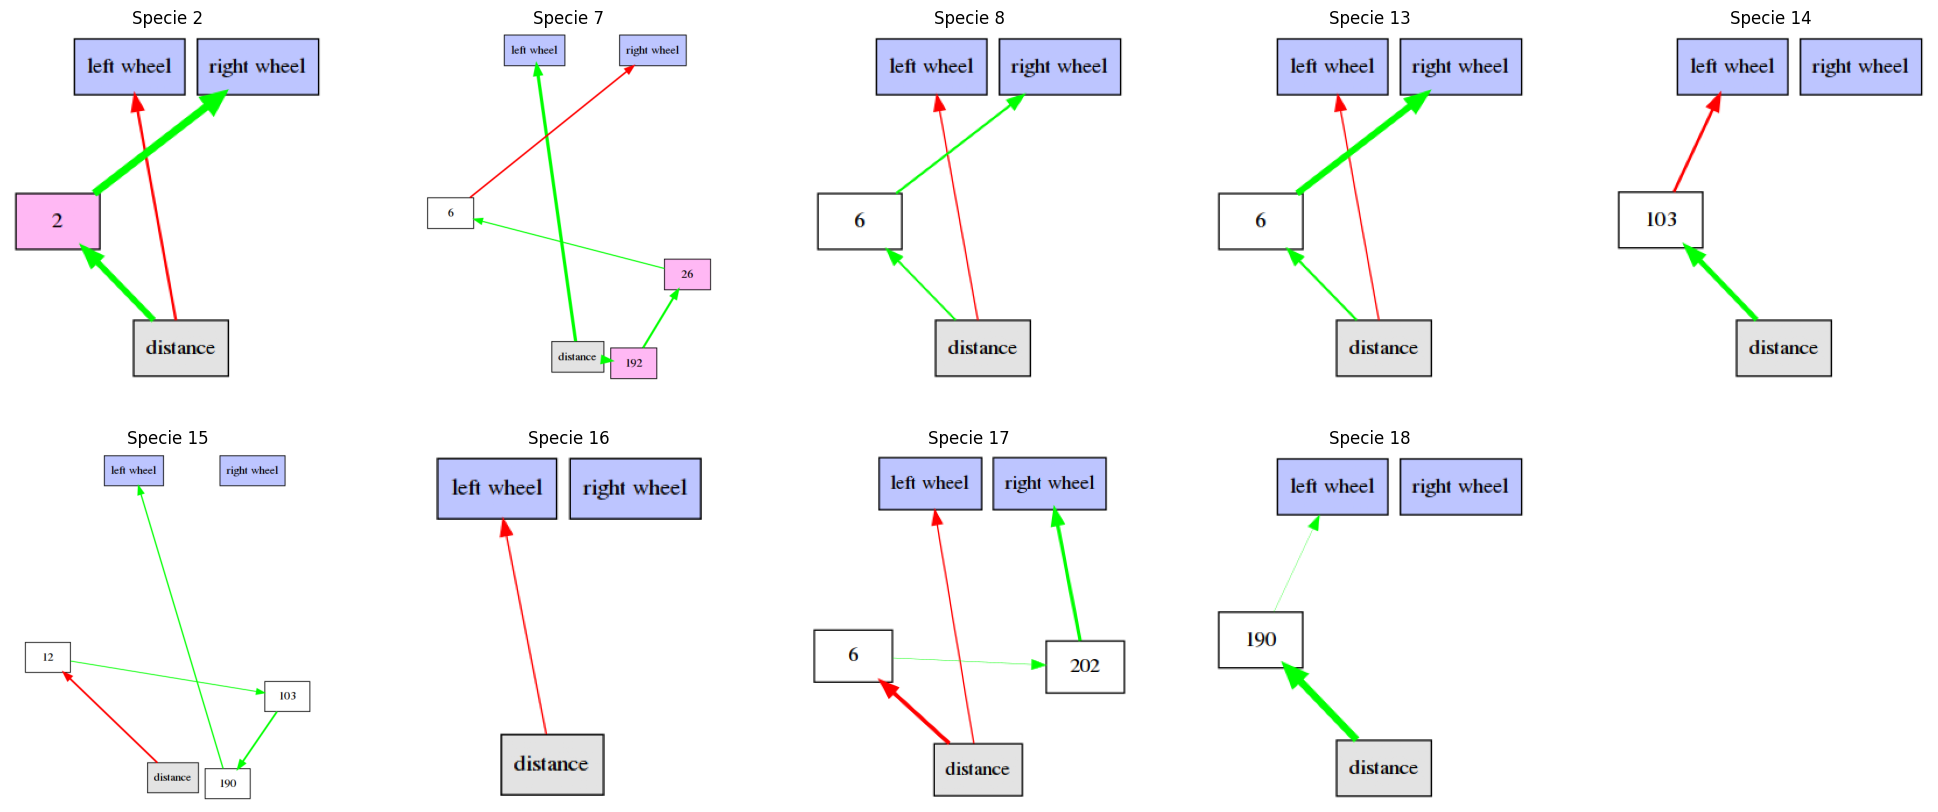 Specie 2
left wheel
right wheel
2
distance
Specie 7
left wheel
right wheel
6
26
distance
192
Specie 8
left wheel
right wheel
6
distance
Specie 13
left wheel
right wheel
6
distance
Specie 14
left wheel
right wheel
103
distance
Specie 15
left wheel
right wheel
12
103
distance
190
Specie 16
left wheel
right wheel
distance
Specie 17
left wheel
right wheel
6
202
distance
Specie 18
left wheel
right wheel
190
distance